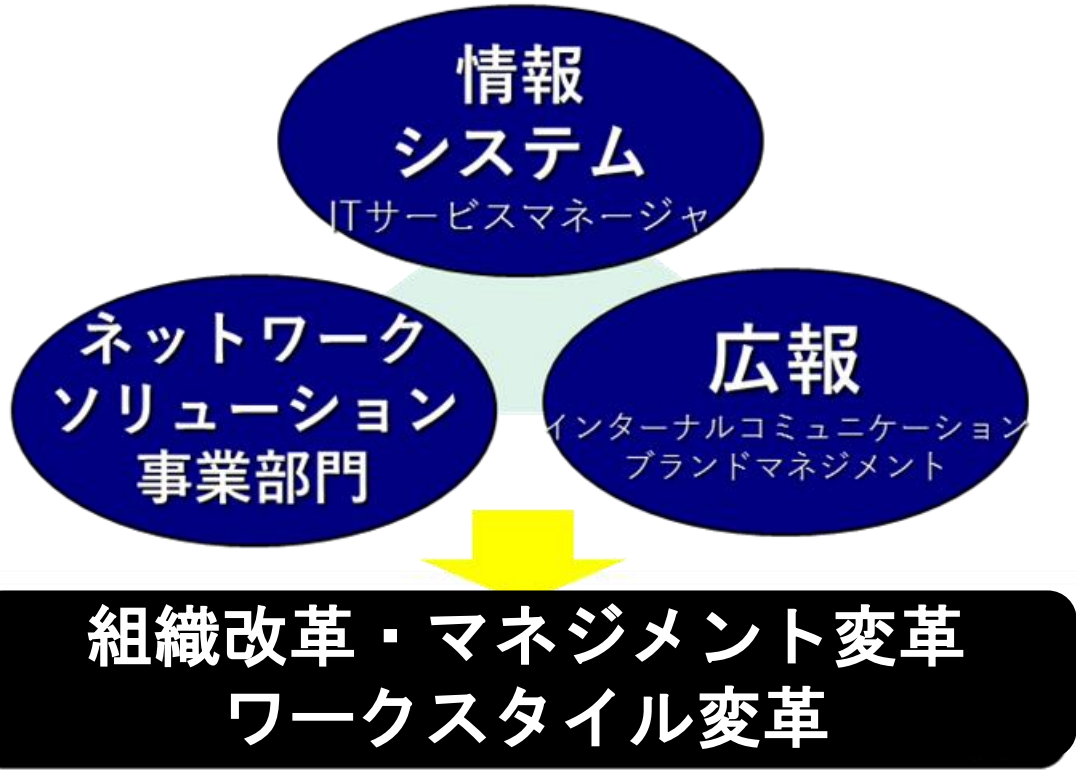 情報
システム
ITサービスマネージャ
ネットワーク
ソリューション
事業部門
広報
インターナルコミュニケーション
ブランドマネジメント
組織改革・マネジメント変革
ワークスタイル変革